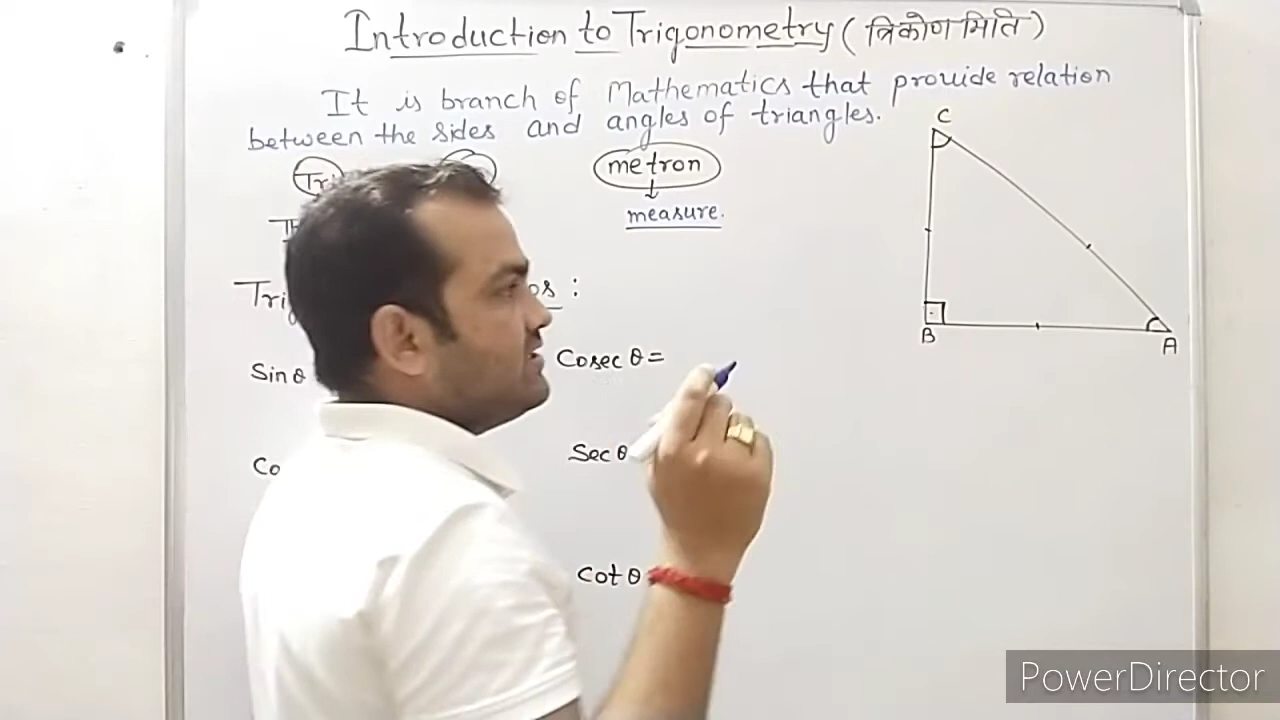 Introduction to Trigonometry (त्रिकोण मिति)
It is branch of Mathematics that provide relation
between the sides and angles of triangles.
Tri metron
measure.
:
Sin θ Cosec θ =
Sec θ
Cot θ
C
B
A
PowerDirector